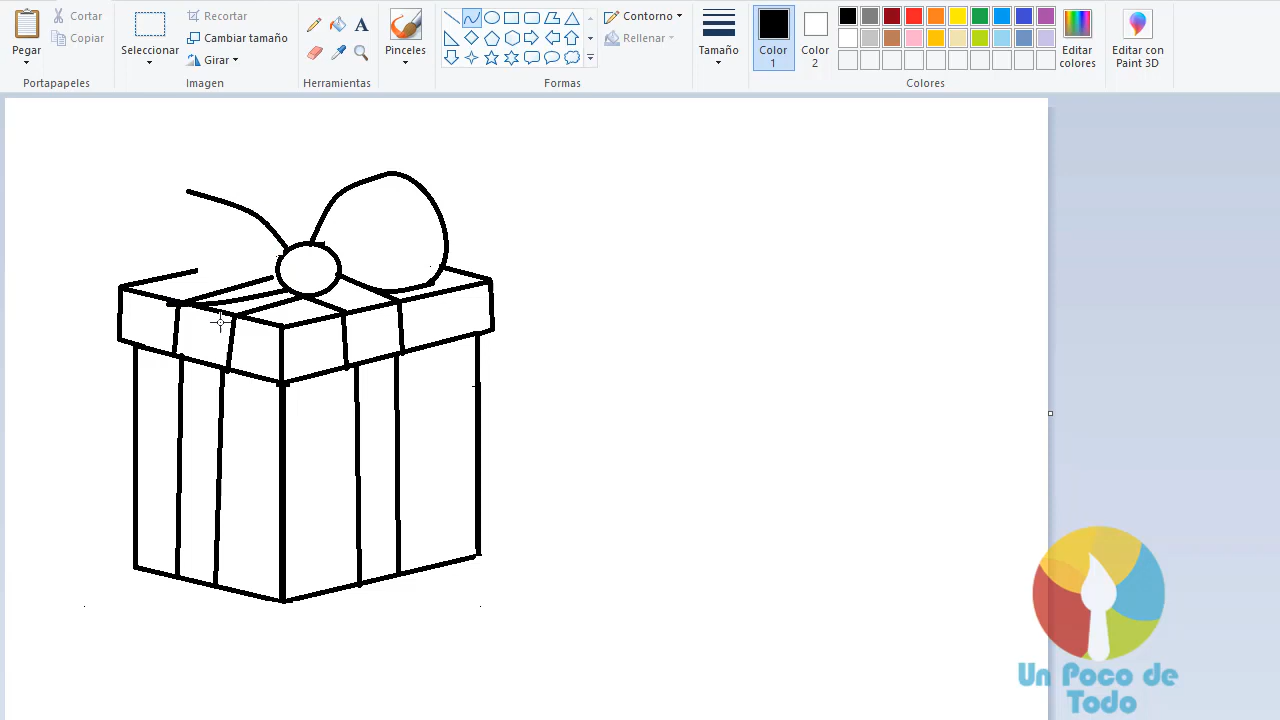 Pegar
Cortar
Copiar
Portapapeles
Seleccionar
Recortar
Cambiar tamaño
Girar
Imagen
A
Herramientas
Pinceles
Contorno
Rellenar
Formas
Tamaño
Color
1
Color
2
Editar
colores
Colores
Editar con
Paint 3D
Un Poco de
Todo